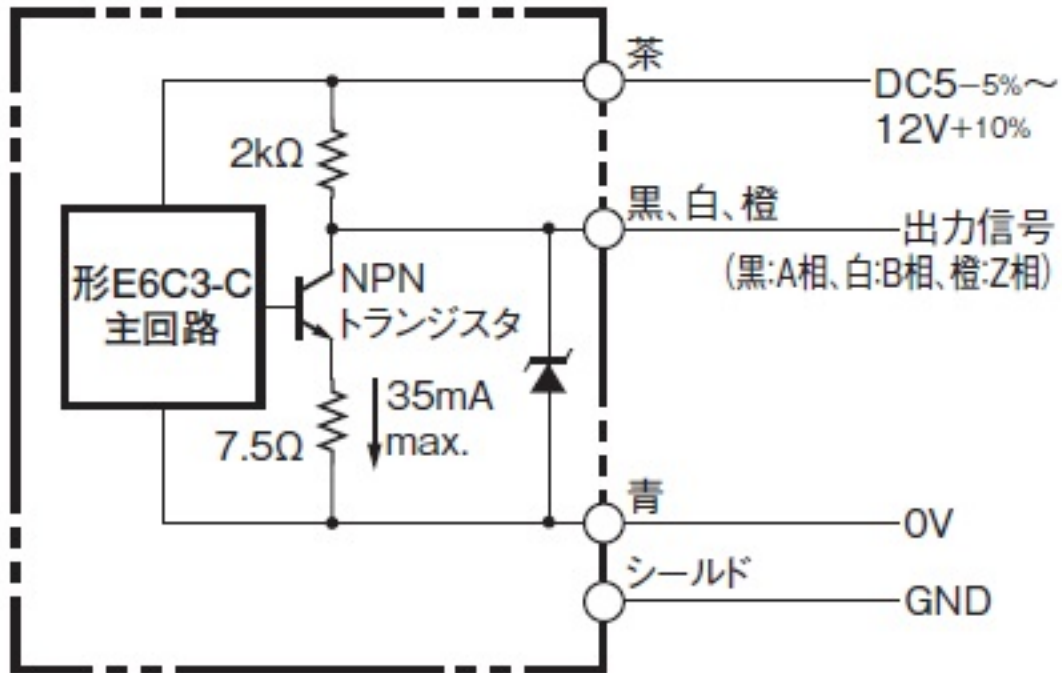 茶
DC5−5%〜
12V+10%
2kΩ
黒、白、橙
出力信号
(黒:A相、白:B相、橙:Z相)
形E6C3-C
主回路
NPN
トランジスタ
35mA
max.
7.5Ω
青
0V
シールド
GND